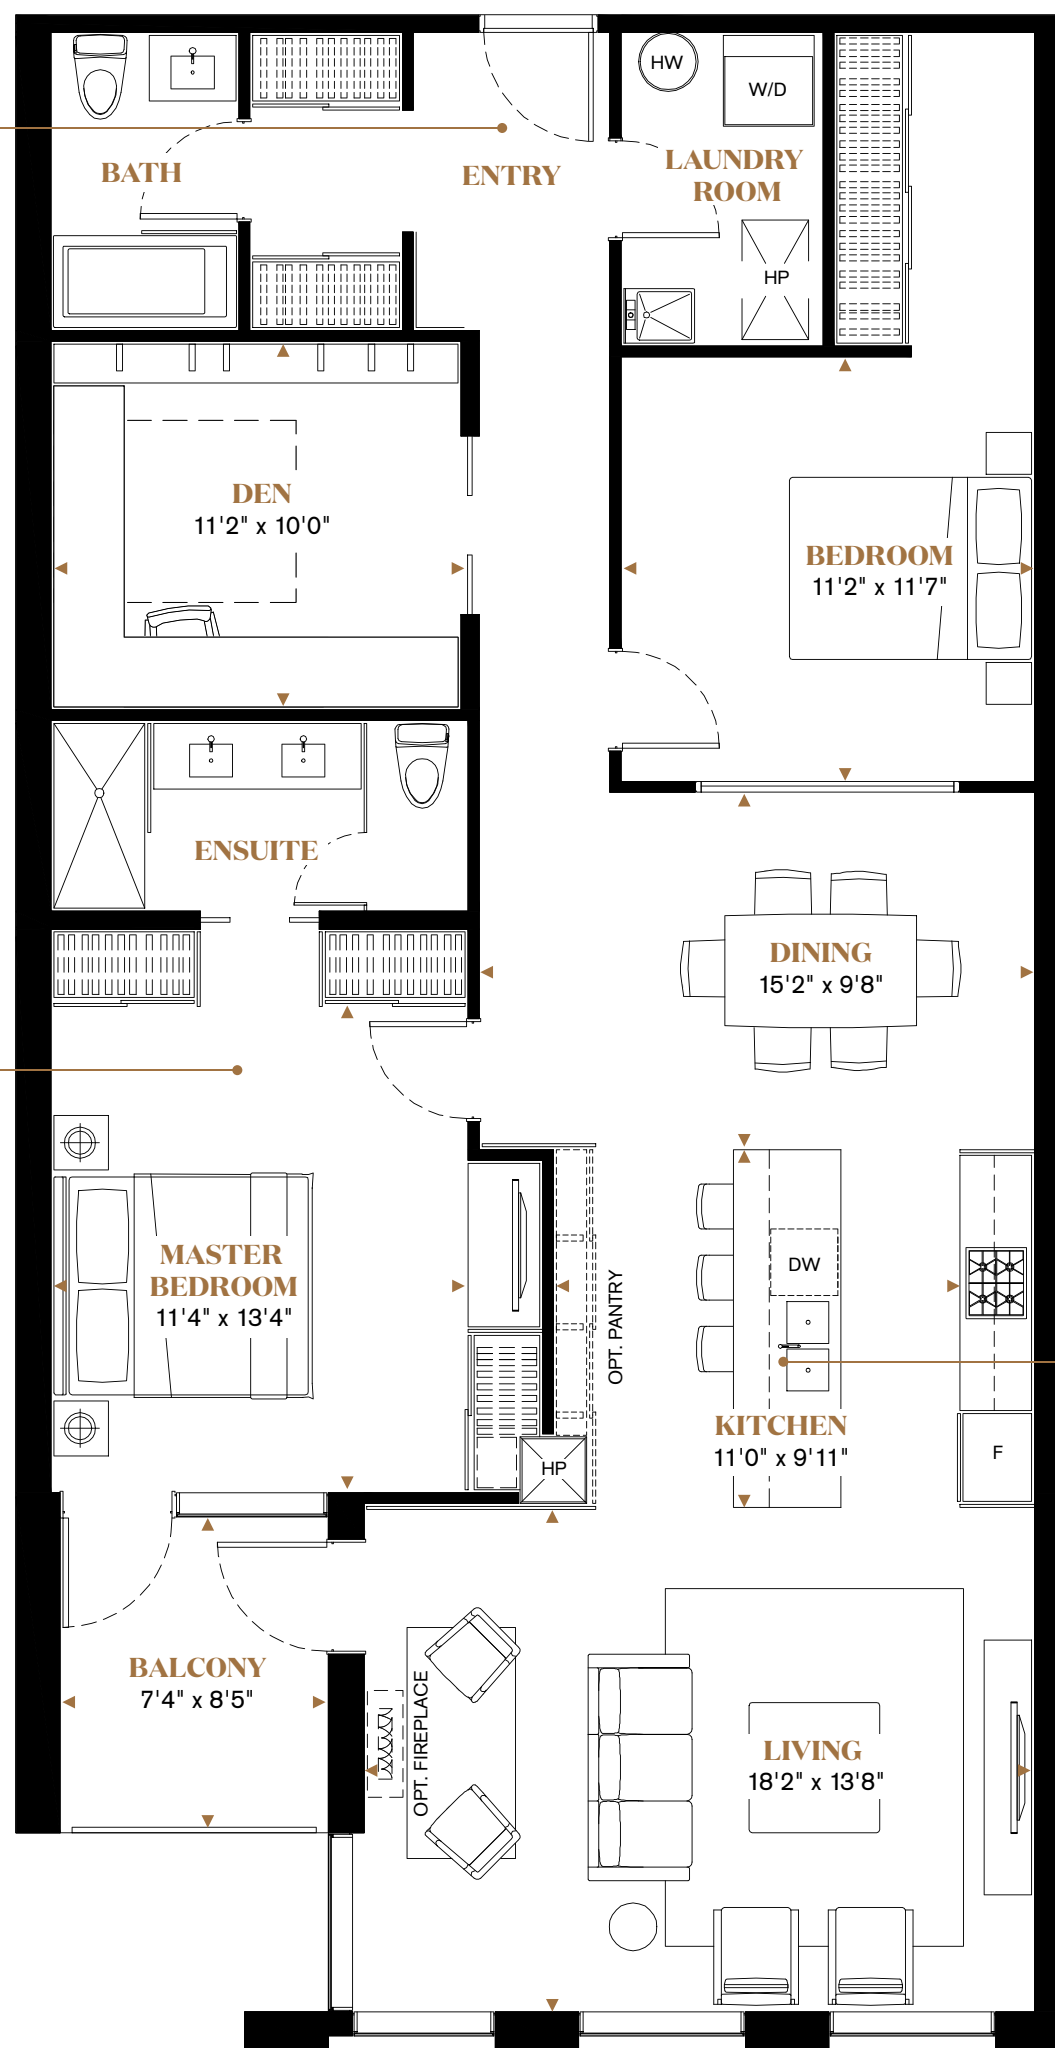 HW
W/D
BATH
ENTRY
LAUNDRY
ROOM
HP
DEN
11'2" x 10'0"
BEDROOM
11'2" x 11'7"
ENSUITE
DINING
15'2" x 9'8"
MASTER
BEDROOM
11'4" x 13'4"
OPT. PANTRY
DW
KITCHEN
11'0" x 9'11"
F
HP
BALCONY
7'4" x 8'5"
OPT. FIREPLACE
LIVING
18'2" x 13'8"